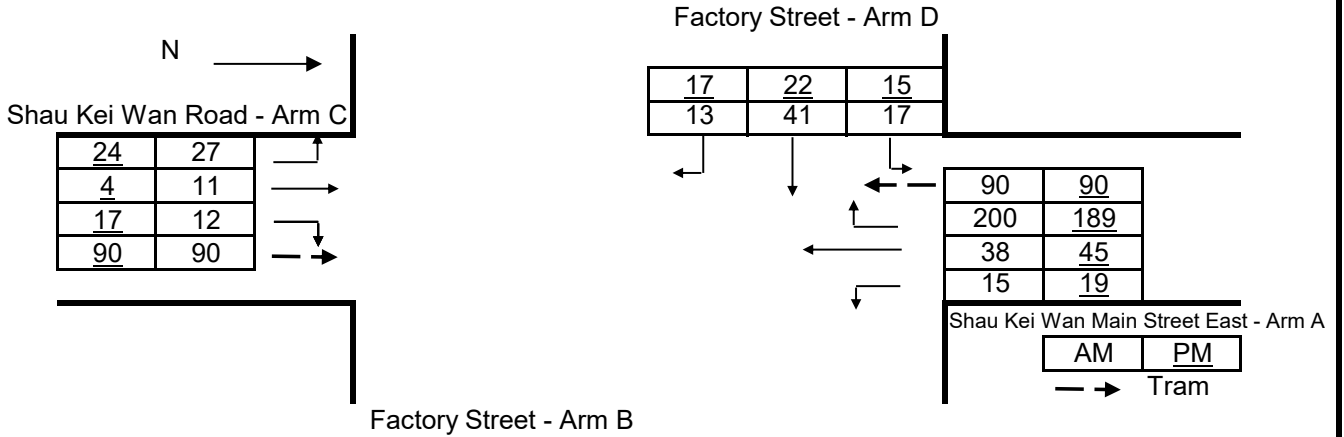 Factory Street - Arm D
N
17 22 15
13 41 17
Shau Kei Wan Road - Arm C
24 27
4 11
17 12
90 90
90 90
200 189
38 45
15 19
Shau Kei Wan Main Street East - Arm A
AM PM
Tram
Factory Street - Arm B